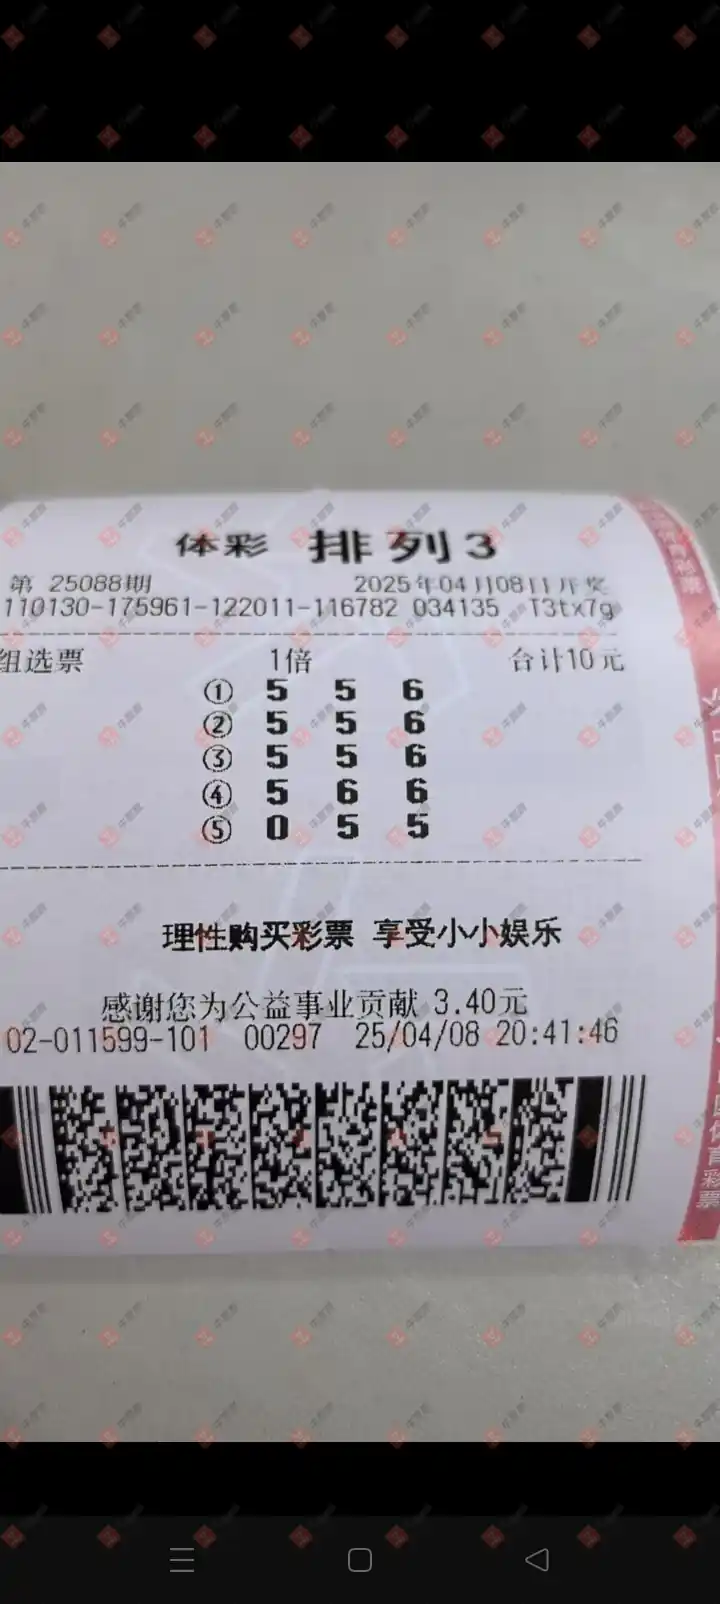 体彩 排列3
第 25088期 2025年04月08日开奖
110130-175961-122011-116782 034135 T3tx7g
组选票 1倍 合计10元
① 5 5 6
② 5 5 6
③ 5 5 6
④ 5 6 6
⑤ 0 5 5
理性购买彩票 享受小小娱乐
感谢您为公益事业贡献 3.40元
02-011599-101 00297 25/04/08 20:41:46